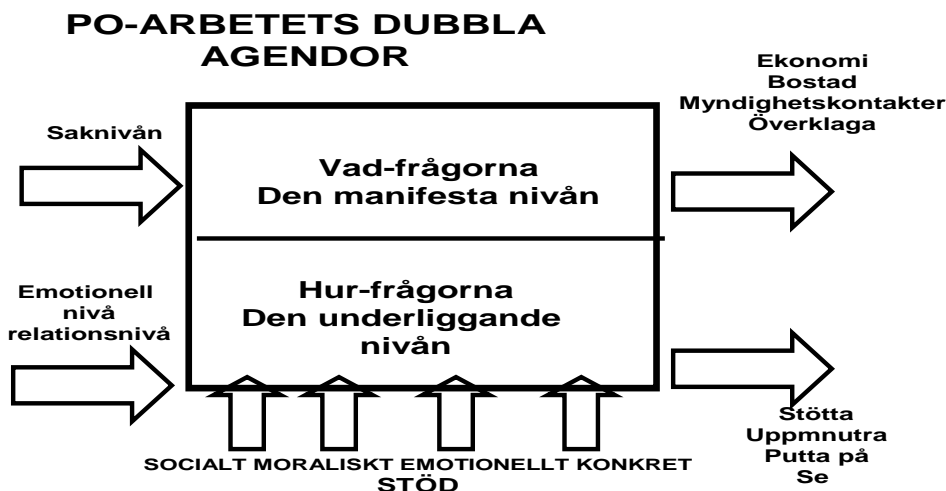 PO-ARBETETS DUBBLA
AGENDOR
Ekonomi
Bostad
Myndighetskontakter
Överklaga
Saknivån
Vad-frågorna
Den manifesta nivån
Emotionell
nivå
relationsnivå
Hur-frågorna
Den underliggande
nivån
Stötta
Uppmnutra
Putta på
Se
SOCIALT MORALISKT EMOTIONELLT KONKRET
STÖD